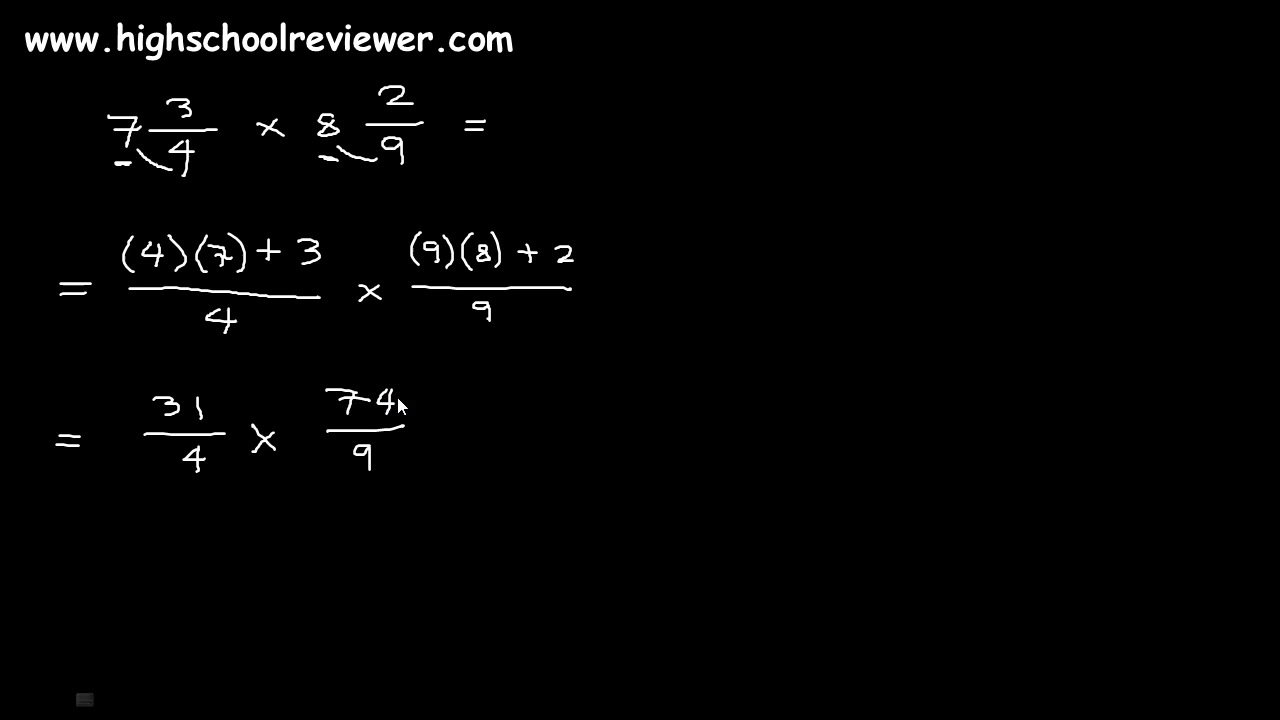 www.highschoolreviewer.com
7 3/4 × 8 2/9 =
= (4)(7) + 3 / 4 × (9)(8) + 2 / 9
= 31/4 × 74/9